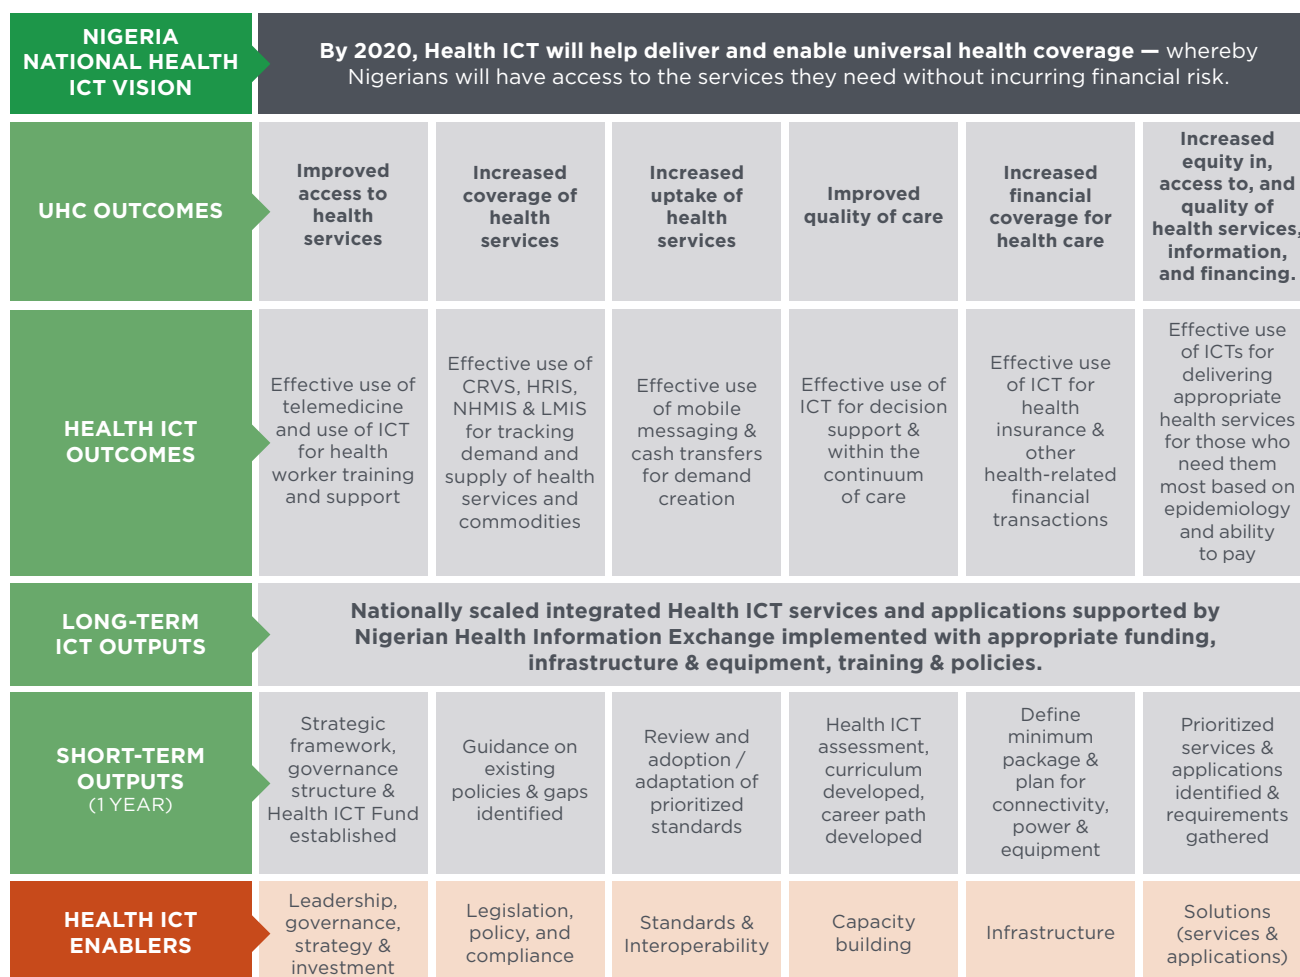 NIGERIA
NATIONAL HEALTH
ICT VISION
By 2020, Health ICT will help deliver and enable universal health coverage — whereby
Nigerians will have access to the services they need without incurring financial risk.
UHC OUTCOMES
Improved
access to
health
services
Increased
coverage of
health
services
Increased
uptake of
health
services
Improved
quality of care
Increased
financial
coverage for
health care
Increased
equity in,
access to, and
quality of
health services,
information,
and financing.
HEALTH ICT
OUTCOMES
Effective use of
telemedicine
and use of ICT
for health
worker training
and support
Effective use of
CRVS, HRIS,
NHMIS & LMIS
for tracking
demand and
supply of health
services and
commodities
Effective use
of mobile
messaging &
cash transfers
for demand
creation
Effective use of
ICT for decision
support &
within the
continuum
of care
Effective use
of ICT for
health
insurance &
other
health-related
financial
transactions
Effective use
of ICTs for
delivering
appropriate
health services
for those who
need them
most based on
epidemiology
and ability
to pay
LONG-TERM
ICT OUTPUTS
Nationally scaled integrated Health ICT services and applications supported by
Nigerian Health Information Exchange implemented with appropriate funding,
infrastructure & equipment, training & policies.
SHORT-TERM
OUTPUTS
(1 YEAR)
Strategic
framework,
governance
structure &
Health ICT Fund
established
Guidance on
existing
policies & gaps
identified
Review and
adoption /
adaptation of
prioritized
standards
Health ICT
assessment,
curriculum
developed,
career path
developed
Define
minimum
package &
plan for
connectivity,
power &
equipment
Prioritized
services &
applications
identified &
requirements
gathered
HEALTH ICT
ENABLERS
Leadership,
governance,
strategy &
investment
Legislation,
policy, and
compliance
Standards &
Interoperability
Capacity
building
Infrastructure
Solutions
(services &
applications)